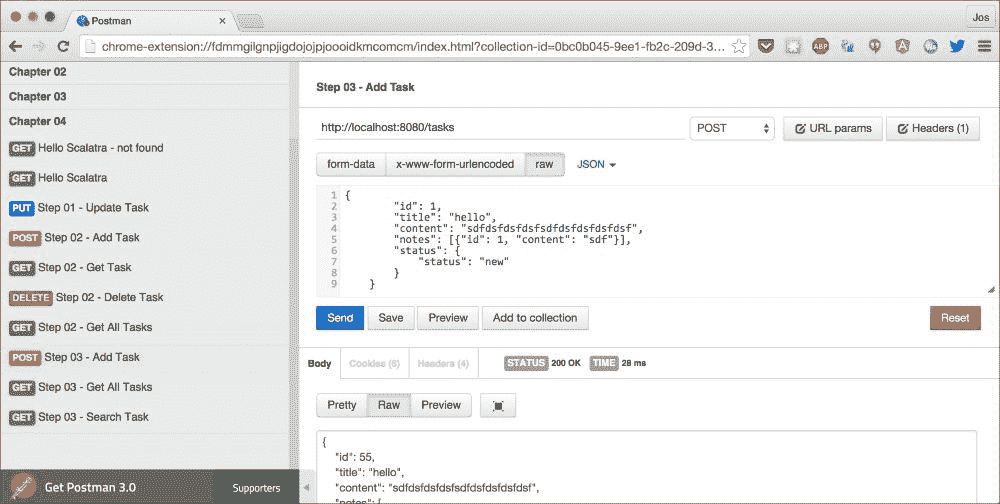 Postman
Jos
chrome-extension://fdmmgilgnpjigdojojpjoooidkmcomcm/index.html?collection-id=0bc0b045-9ee1-fb2c-209d-3...
ABP
Chapter 02
Chapter 03
Chapter 04
GET Hello Scalatra - not found
GET Hello Scalatra
PUT Step 01 - Update Task
POST Step 02 - Add Task
GET Step 02 - Get Task
DELETE Step 02 - Delete Task
GET Step 02 - Get All Tasks
POST Step 03 - Add Task
GET Step 03 - Get All Tasks
GET Step 03 - Search Task
Get Postman 3.0 Supporters
Step 03 - Add Task
http://localhost:8080/tasks POST URL params Headers (1)
form-data x-www-form-urlencoded raw JSON
1 {
2 "id": 1,
3 "title": "hello",
4 "content": "sdfdsfdsfdsfsdfdsfdsfdsfdsf",
5 "notes": [{"id": 1, "content": "sdf"}],
6 "status": {
7 "status": "new"
8 }
9 }
Send Save Preview Add to collection Reset
Body Cookies (6) Headers (4) STATUS 200 OK TIME 28 ms
Pretty Raw Preview
{
"id": 55,
"title": "hello",
"content": "sdfdsfdsfdsfsdfdsfdsfdsfdsf",
"notes": [